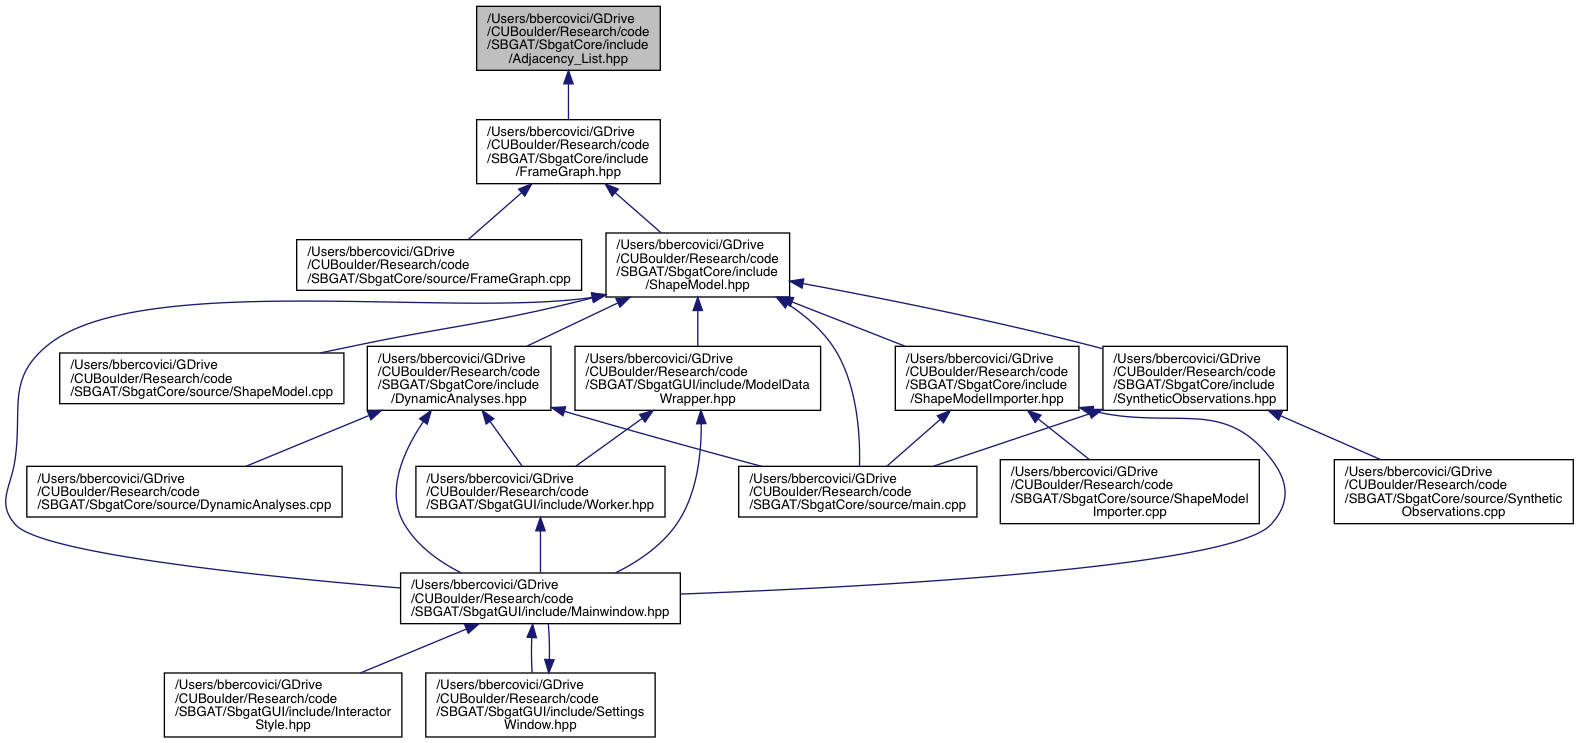 /Users/bbercovici/GDrive
/CUBoulder/Research/code
/SBGAT/SbgatCore/include
/Adjacency_List.hpp
/Users/bbercovici/GDrive
/CUBoulder/Research/code
/SBGAT/SbgatCore/include
/FrameGraph.hpp
/Users/bbercovici/GDrive
/CUBoulder/Research/code
/SBGAT/SbgatCore/source/FrameGraph.cpp
/Users/bbercovici/GDrive
/CUBoulder/Research/code
/SBGAT/SbgatCore/include
/ShapeModel.hpp
/Users/bbercovici/GDrive
/CUBoulder/Research/code
/SBGAT/SbgatCore/source/ShapeModel.cpp
/Users/bbercovici/GDrive
/CUBoulder/Research/code
/SBGAT/SbgatCore/include
/DynamicAnalyses.hpp
/Users/bbercovici/GDrive
/CUBoulder/Research/code
/SBGAT/SbgatGUI/include/ModelData
Wrapper.hpp
/Users/bbercovici/GDrive
/CUBoulder/Research/code
/SBGAT/SbgatCore/include
/ShapeModelImporter.hpp
/Users/bbercovici/GDrive
/CUBoulder/Research/code
/SBGAT/SbgatCore/include
/SyntheticObservations.hpp
/Users/bbercovici/GDrive
/CUBoulder/Research/code
/SBGAT/SbgatCore/source/DynamicAnalyses.cpp
/Users/bbercovici/GDrive
/CUBoulder/Research/code
/SBGAT/SbgatGUI/include/Worker.hpp
/Users/bbercovici/GDrive
/CUBoulder/Research/code
/SBGAT/SbgatCore/source/main.cpp
/Users/bbercovici/GDrive
/CUBoulder/Research/code
/SBGAT/SbgatCore/source/ShapeModel
Importer.cpp
/Users/bbercovici/GDrive
/CUBoulder/Research/code
/SBGAT/SbgatCore/source/Synthetic
Observations.cpp
/Users/bbercovici/GDrive
/CUBoulder/Research/code
/SBGAT/SbgatGUI/include/Mainwindow.hpp
/Users/bbercovici/GDrive
/CUBoulder/Research/code
/SBGAT/SbgatGUI/include/Interactor
Style.hpp
/Users/bbercovici/GDrive
/CUBoulder/Research/code
/SBGAT/SbgatGUI/include/Settings
Window.hpp